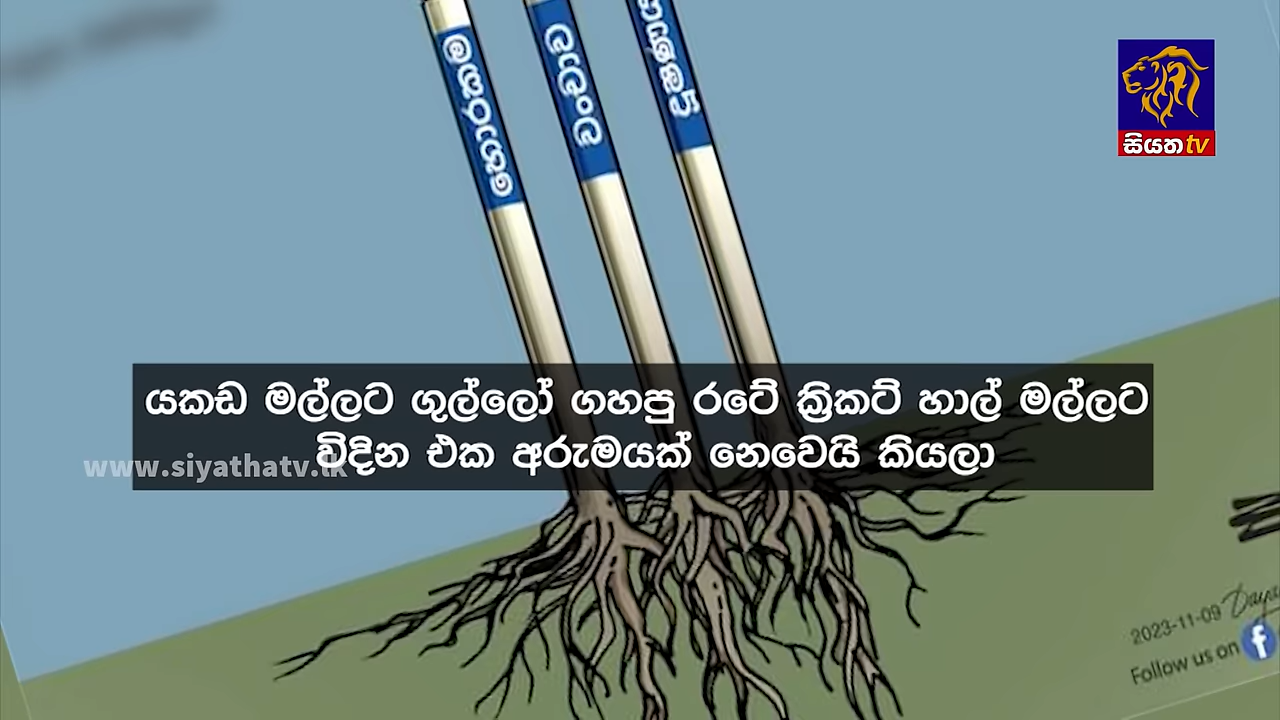 සියත tv
යකඩ මල්ලට ගුල්ලෝ ගහපු රටේ ක්‍රිකට් හාල් මල්ලට
විදින එක අරුමයක් නෙවෙයි කියලා
www.siyathatv.lk
2023-11-09
Follow us on